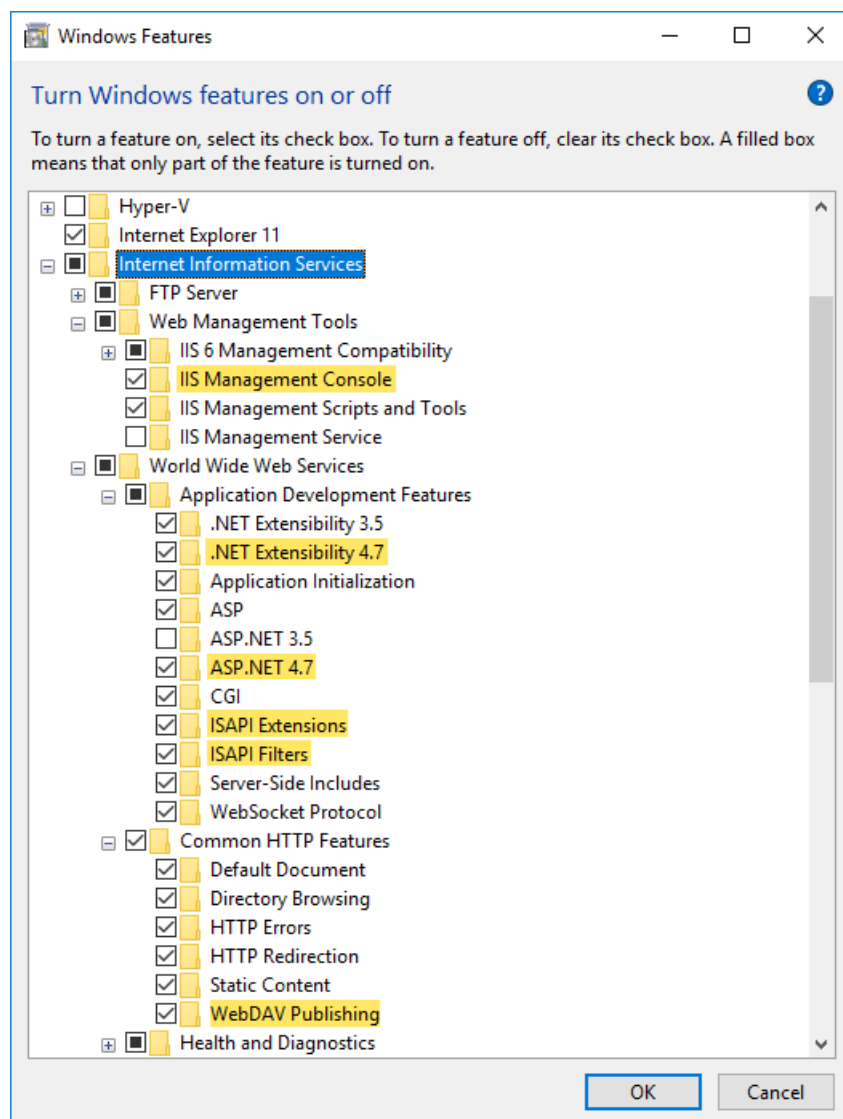 Windows Features
Turn Windows features on or off
?
To turn a feature on, select its check box. To turn a feature off, clear its check box. A filled box
means that only part of the feature is turned on.
Hyper-V
Internet Explorer 11
Internet Information Services
FTP Server
Web Management Tools
IIS 6 Management Compatibility
IIS Management Console
IIS Management Scripts and Tools
IIS Management Service
World Wide Web Services
Application Development Features
.NET Extensibility 3.5
.NET Extensibility 4.7
Application Initialization
ASP
ASP.NET 3.5
ASP.NET 4.7
CGI
ISAPI Extensions
ISAPI Filters
Server-Side Includes
WebSocket Protocol
Common HTTP Features
Default Document
Directory Browsing
HTTP Errors
HTTP Redirection
Static Content
WebDAV Publishing
Health and Diagnostics
OK Cancel